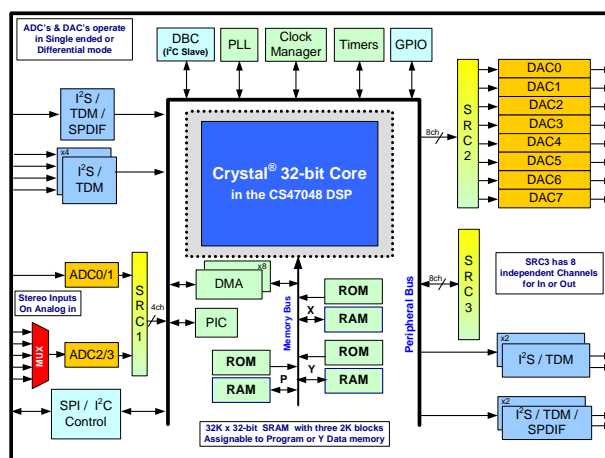 ADC's & DAC's operate
in Single ended or
Differential mode
DBC
(I²C Slave)
PLL
Clock
Manager
Timers
GPIO
I²S /
TDM /
SPDIF
x4
I²S /
TDM
Crystal® 32-bit Core
in the CS47048 DSP
8ch
SRC2
DAC0
DAC1
DAC2
DAC3
DAC4
DAC5
DAC6
DAC7
ADC0/1
Stereo Inputs
On Analog in
MUX
ADC2/3
SRC1
4ch
DMA
x8
PIC
Memory Bus
X
ROM
RAM
ROM
RAM
P
Y
ROM
RAM
Peripheral Bus
8ch
SRC3
SRC3 has 8
independent Channels
for In or Out
x2
I²S / TDM
x2
I²S / TDM /
SPDIF
SPI / I²C
Control
32K x 32-bit SRAM with three 2K blocks
Assignable to Program or Y Data memory